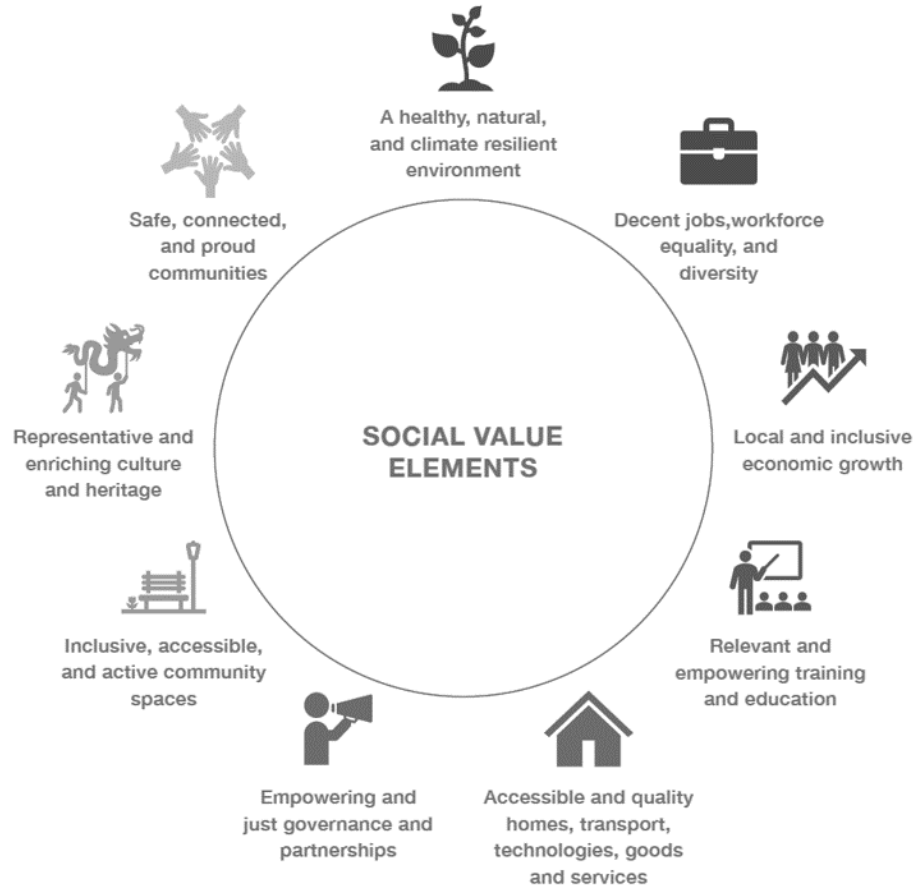 A healthy, natural,
and climate resilient
environment
Decent jobs,workforce
equality, and
diversity
Local and inclusive
economic growth
Relevant and
empowering training
and education
Accessible and quality
homes, transport,
technologies, goods
and services
Empowering and
just governance and
partnerships
Inclusive, accessible,
and active community
spaces
Representative and
enriching culture
and heritage
Safe, connected,
and proud
communities
SOCIAL VALUE
ELEMENTS